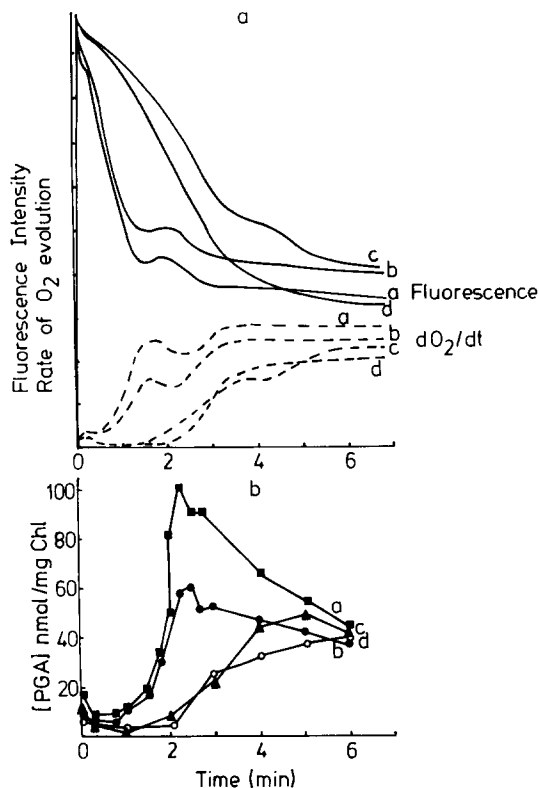 a
Fluorescence Intensity
Rate of O2 evolution
c
b
a Fluorescence
d
a
b dO2/dt
c
d
0 2 4 6
b
[PGA] nmol/mg Chl
100
80
60
40
20
a
c
d
b
0 2 4 6
Time (min)